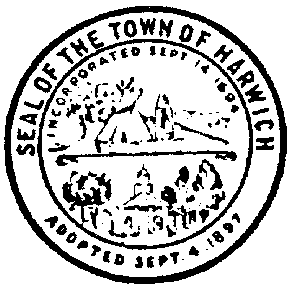 SEAL OF THE TOWN OF HARWICH
INCORPORATED SEPT 14 1694
ADOPTED SEPT. 4. 1897